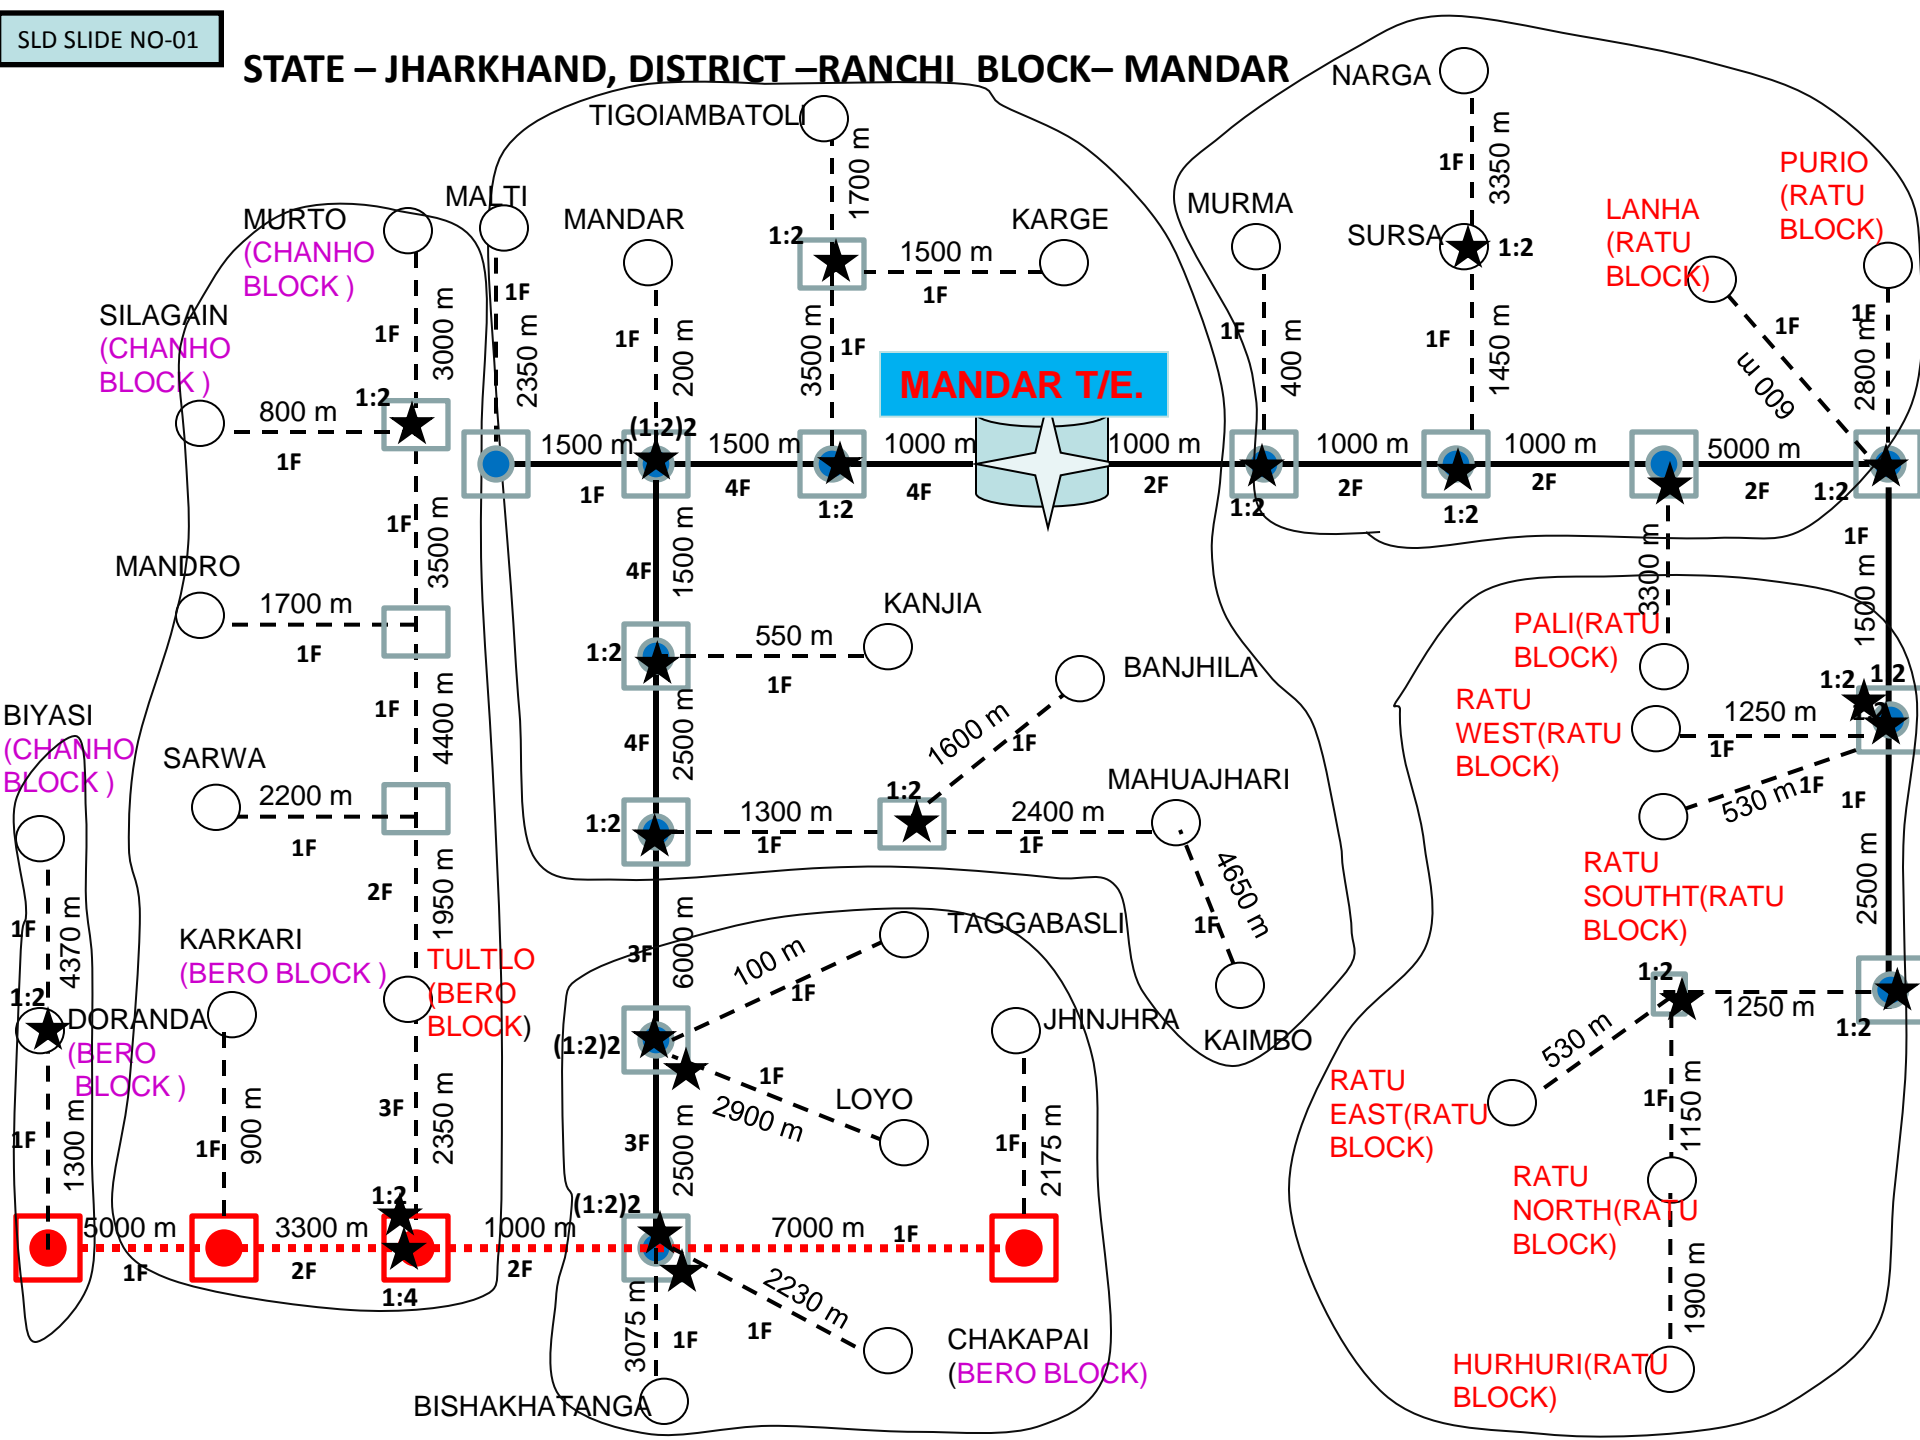 SLD SLIDE NO-01
STATE – JHARKHAND, DISTRICT –RANCHI BLOCK– MANDAR
NARGA
TIGOIAMBATOLI
1700 m
1F
3350 m
PURIO
(RATU
BLOCK)
MALTI
MURTO
(CHANHO
BLOCK )
MANDAR
1:2
KARGE
1500 m
1F
MURMA
SURSA
1:2
LANHA
(RATU
BLOCK)
SILAGAIN
(CHANHO
BLOCK )
1F
3000 m
1F
2350 m
1F
200 m
3500 m
1F
MANDAR T/E.
1F
400 m
1F
1450 m
1F
600 m
1F
2800 m
800 m
1F
1:2
1500 m
1F
(1:2)2
1500 m
4F
1000 m
4F
1:2
1000 m
2F
1:2
1000 m
2F
1:2
1000 m
2F
5000 m
2F
1:2
1F
3500 m
4F
1500 m
3300 m
1F
1500 m
MANDRO
1700 m
1F
1:2
550 m
1F
KANJIA
PALI(RATU
BLOCK)
1F
4400 m
4F
2500 m
BANJHILA
1600 m
1F
RATU
WEST(RATU
BLOCK)
1250 m
1F
1:2
1:2
1:2
BIYASI
(CHANHO
BLOCK )
SARWA
2200 m
1F
1:2
1300 m
1F
1:2
2400 m
1F
MAHUAJHARI
530 m
1F
1F
2500 m
RATU
SOUTHT(RATU
BLOCK)
2F
1950 m
4650 m
1F
KAIMBO
1F
4370 m
1:2
DORANDA
(BERO
BLOCK )
KARKARI
(BERO BLOCK )
TULTLO
(BERO
BLOCK)
3F
6000 m
100 m
1F
TAGGABASLI
(1:2)2
JHINJHRA
1F
2900 m
LOYO
1:2
1250 m
1:2
530 m
RATU
EAST(RATU
BLOCK)
1F
1150 m
1F
1300 m
1F
900 m
3F
2350 m
3F
2500 m
1F
2175 m
RATU
NORTH(RATU
BLOCK)
5000 m
1F
3300 m
2F
1:2
1:4
1000 m
2F
(1:2)2
7000 m
1F
3075 m
1F
2230 m
1F
1900 m
CHAKAPAI
(BERO BLOCK)
HURHURI(RATU
BLOCK)
BISHAKHATANGA